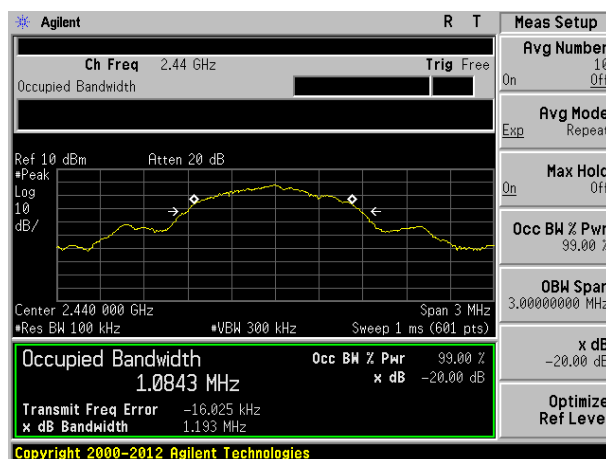 Agilent R T
Ch Freq 2.44 GHz Trig Free
Occupied Bandwidth
Ref 10 dBm Atten 20 dB
#Peak
Log
10
dB/
Center 2.440 000 GHz Span 3 MHz
#Res BW 100 kHz #VBW 300 kHz Sweep 1 ms (601 pts)
Occupied Bandwidth Occ BW % Pwr 99.00 %
1.0843 MHz x dB -20.00 dB
Transmit Freq Error -16.025 kHz
x dB Bandwidth 1.193 MHz
Copyright 2000-2012 Agilent Technologies
Meas Setup
Avg Number
10
On Off
Avg Mode
Exp Repeat
Max Hold
On Off
Occ BW % Pwr
99.00 %
OBW Span
3.00000000 MHz
x dB
-20.00 dB
Optimize
Ref Level